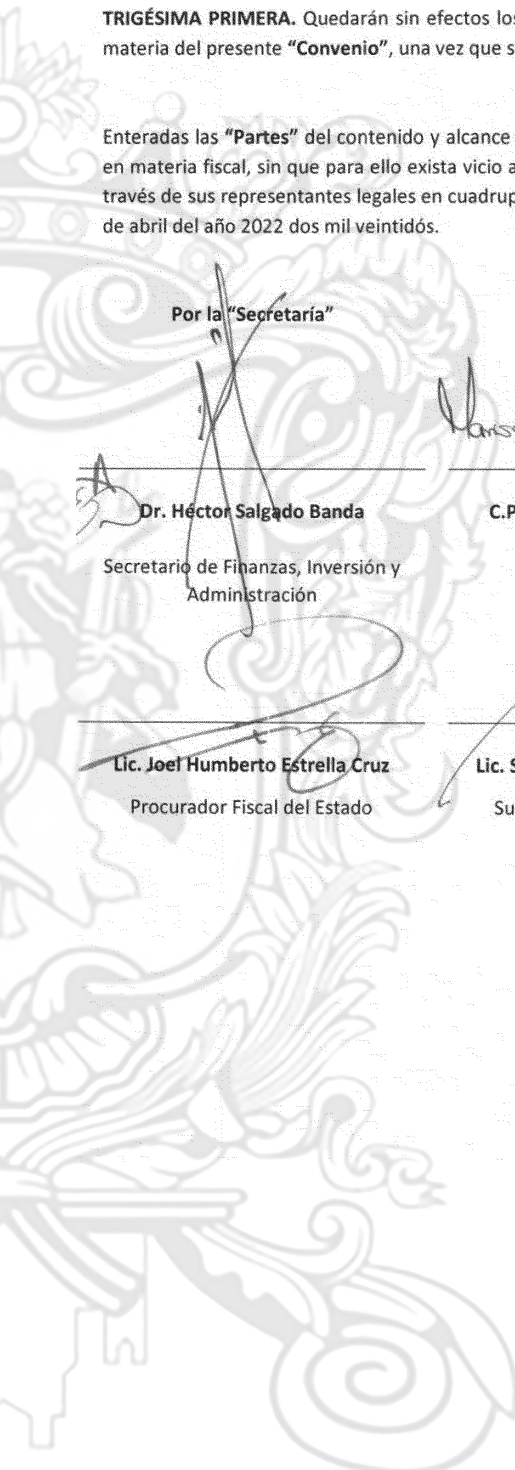 TRIGÉSIMA PRIMERA. Quedarán sin efectos los
materia del presente “Convenio”, una vez que s
Enteradas las “Partes” del contenido y alcance
en materia fiscal, sin que para ello exista vicio a
través de sus representantes legales en cuadrup
de abril del año 2022 dos mil veintidós.
Por la “Secretaría”
Dr. Héctor Salgado Banda
C.P
Secretario de Finanzas, Inversión y
Administración
Lic. Joel Humberto Estrella Cruz
Lic. S
Procurador Fiscal del Estado
Su